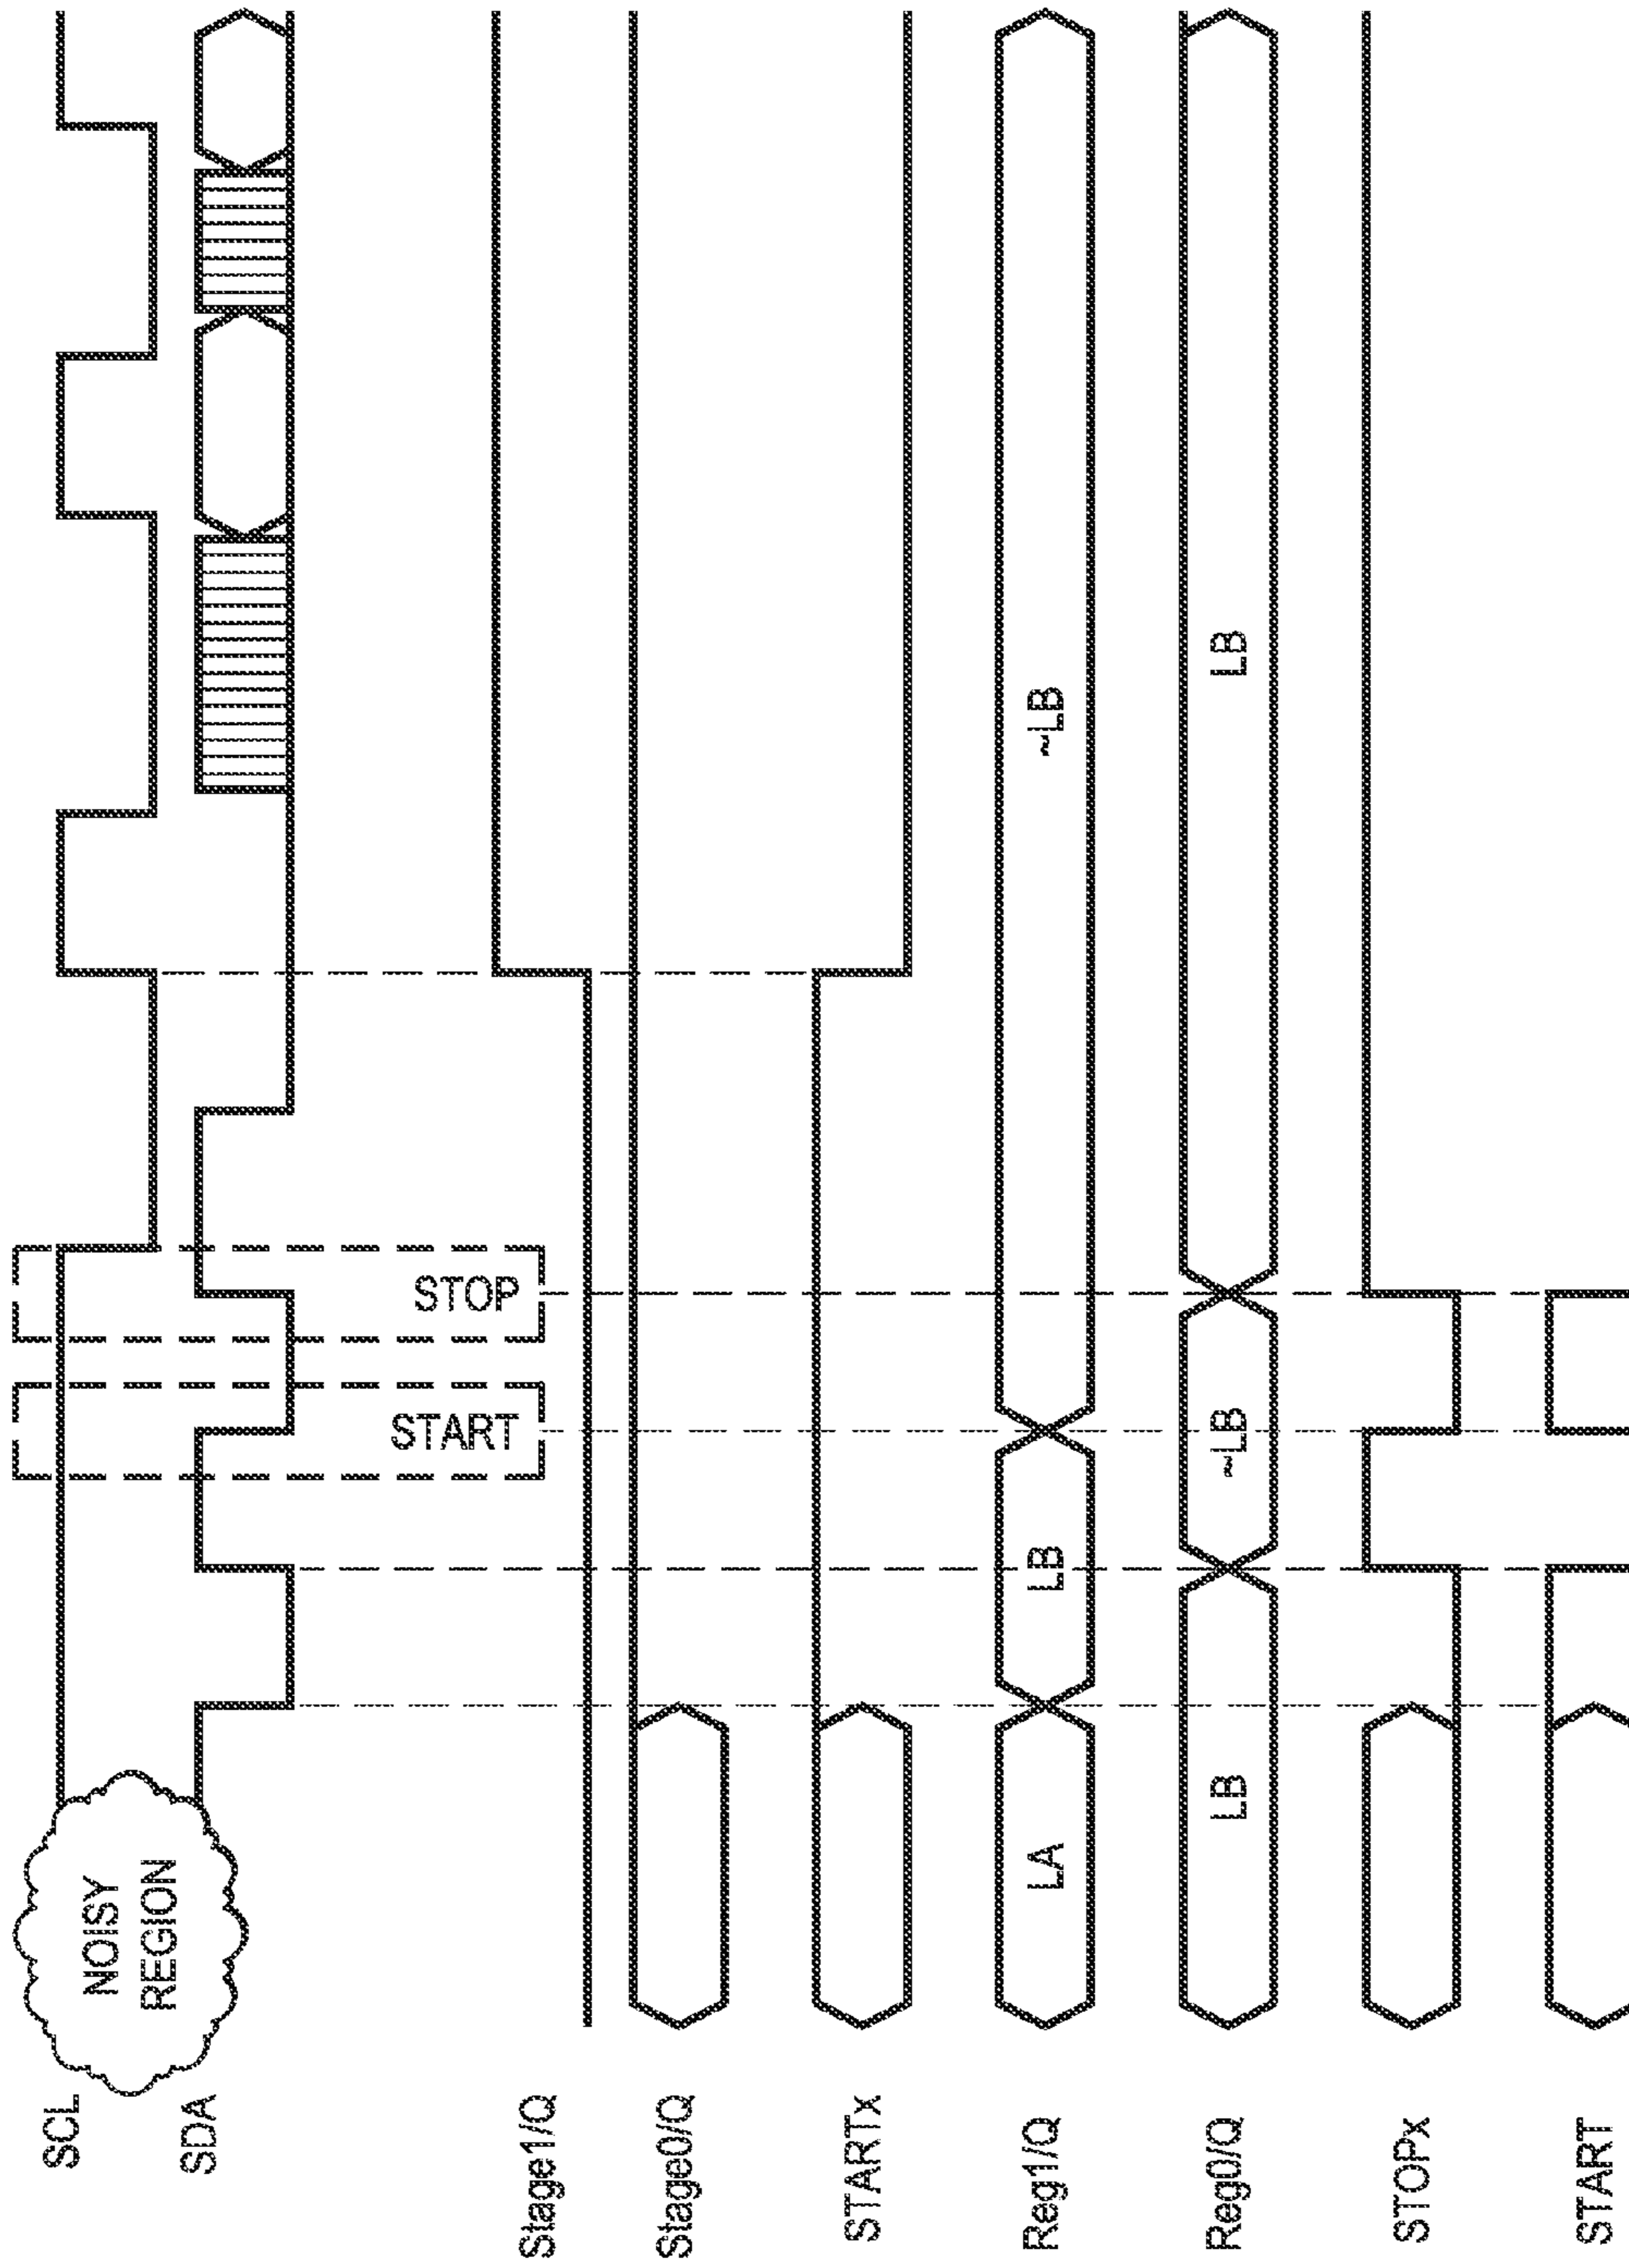 SCL
NOISY
REGION
SDA
START
STOP
Stage1/Q
Stage0/Q
STARTx
Reg1/Q
LA
LB
~LB
Reg0/Q
LB
~LB
LB
STOPx
START